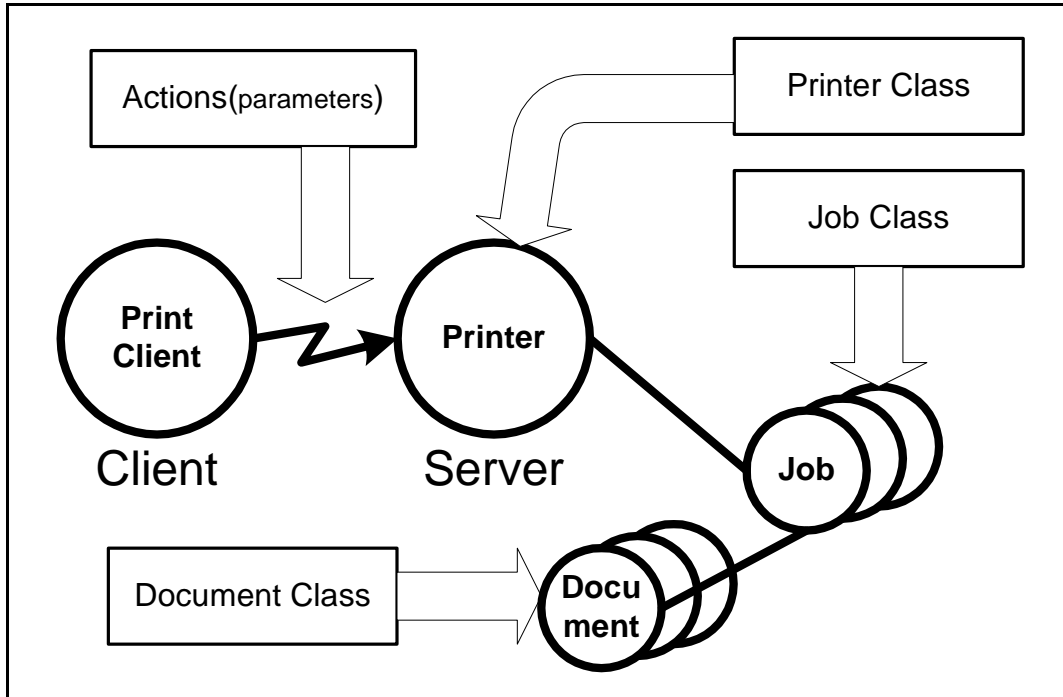 Actions(parameters)
Printer Class
Job Class
Print
Client
Printer
Client
Server
Job
Document Class
Docu
ment